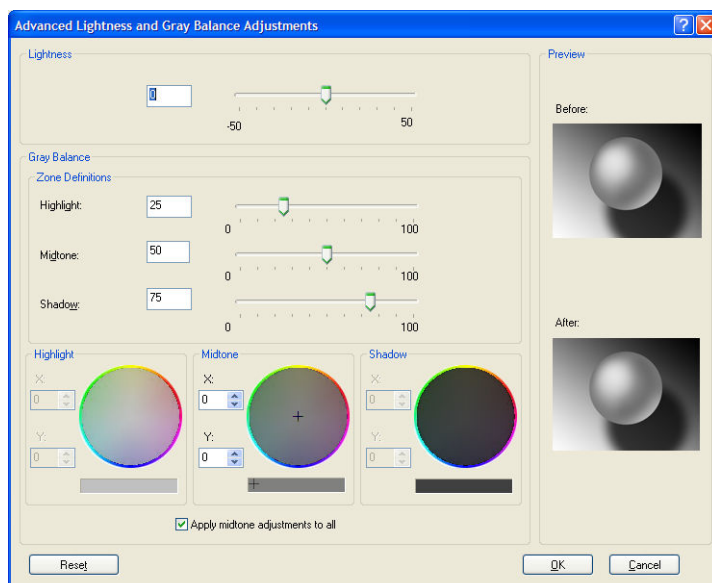 Advanced Lightness and Gray Balance Adjustments
Lightness
0
-50 50
Gray Balance
Zone Definitions
Highlight: 25
0 100
Midtone: 50
0 100
Shadow: 75
0 100
Highlight
X:
0
Y:
0
Midtone
X:
0
Y:
0
Shadow
X:
0
Y:
0
Apply midtone adjustments to all
Preview
Before:
After:
Reset
OK
Cancel